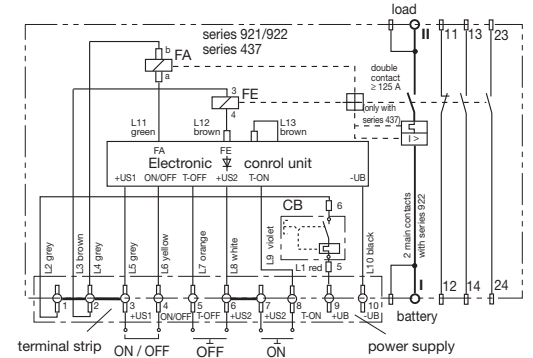 load
series 921/922
series 437
II 11 13 23
b
FA
a
double
contact
≥ 125 A
3
FE
4
(only with
series 437)
L11
green
L12
brown
L13
brown
I >
FA FE
Electronic conrol unit
+US1 ON/OFF T-OFF +US2 T-ON -UB
CB
6
5
L2 grey
L3 brown
L4 grey
L5 grey
L6 yellow
L7 orange
L8 white
L9 violet
L1 red
L10 black
2 main contacts
with series 922
I 12 14 24
battery
1 2 3 4 5 6 7 8 9 10
+US1 ON/OFF T-OFF +US2 +US2 T-ON +UB -UB
terminal strip
power supply
ON / OFF OFF ON